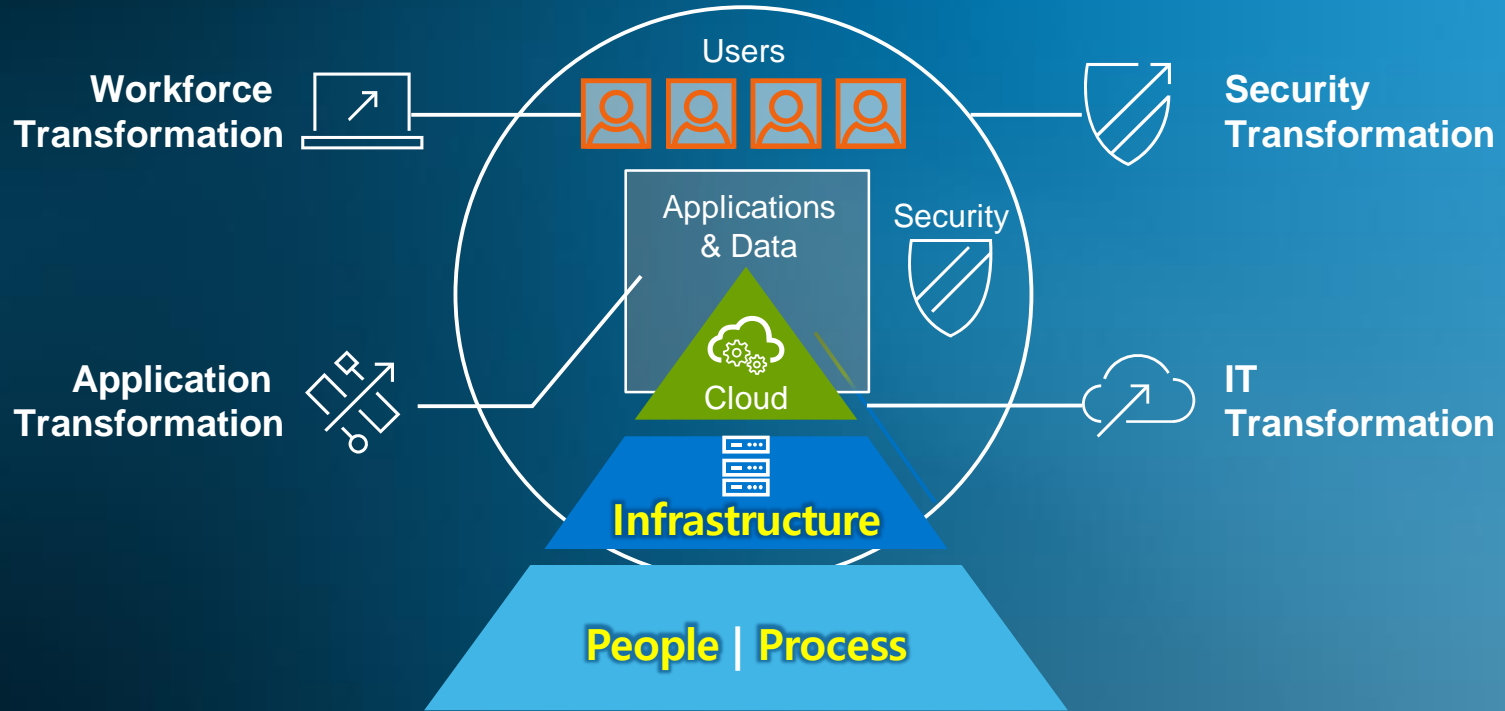 Users
Workforce
Transformation
Security
Transformation
Applications
& Data
Security
Application
Transformation
Cloud
IT
Transformation
Infrastructure
People | Process